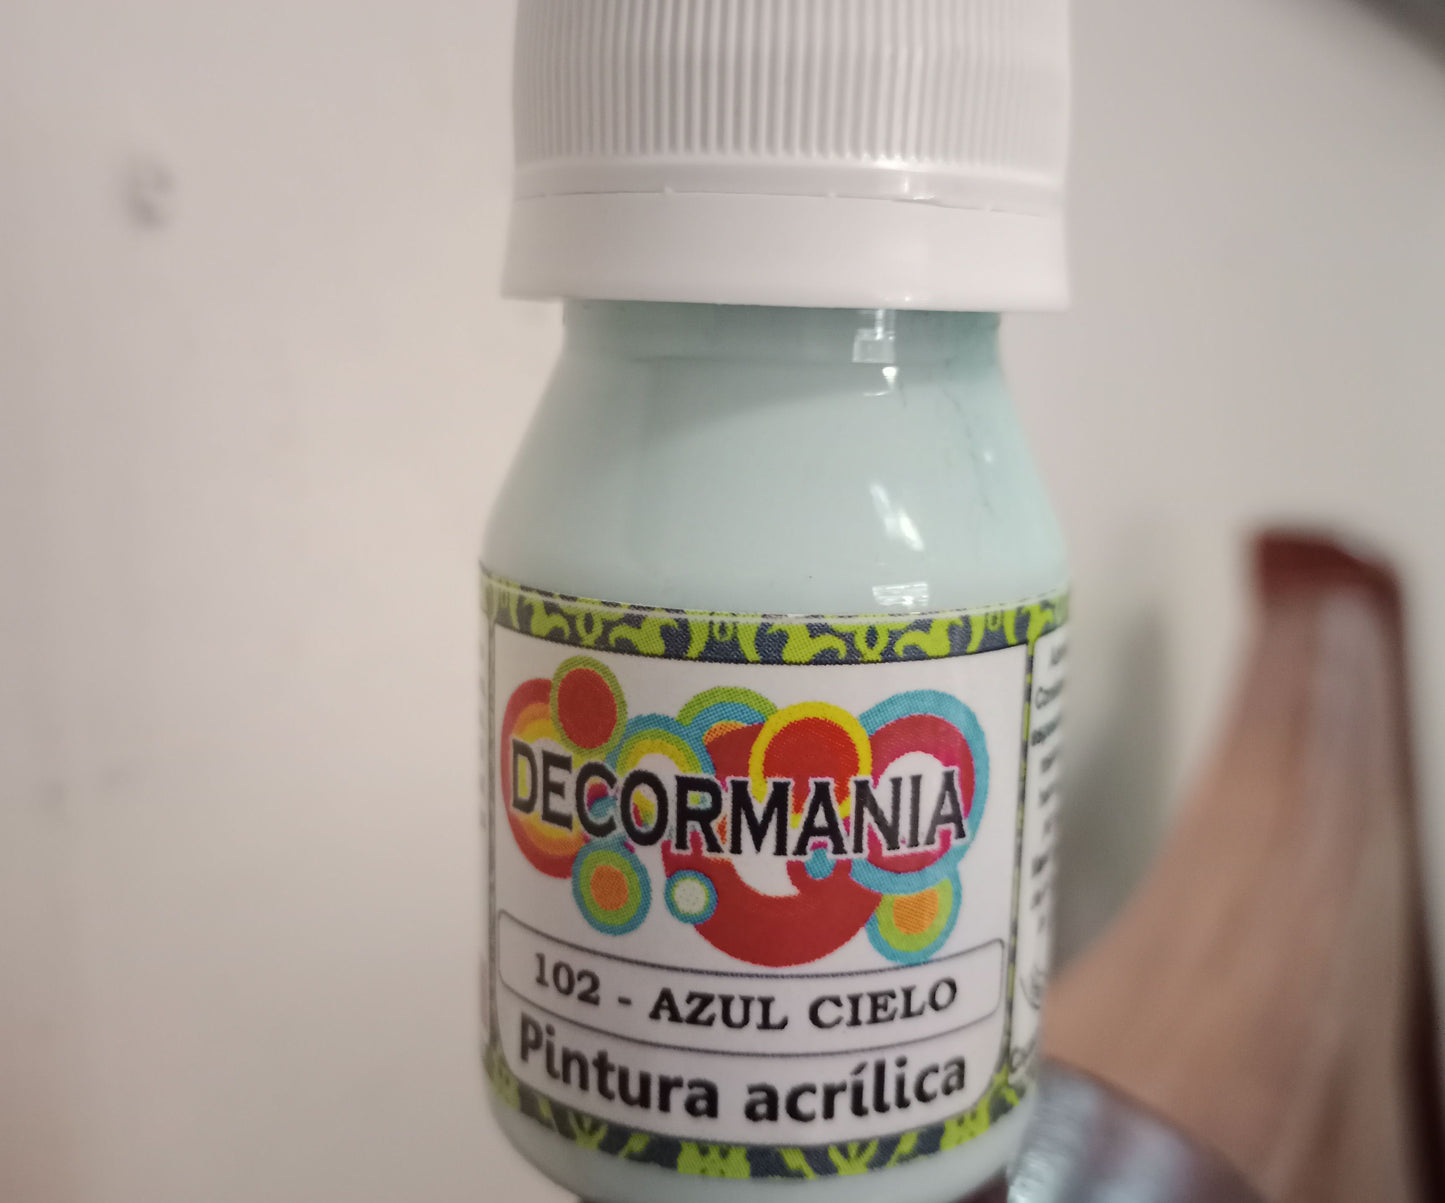 DECORMANIA
102 - AZUL CIELO
Pintura acrílica